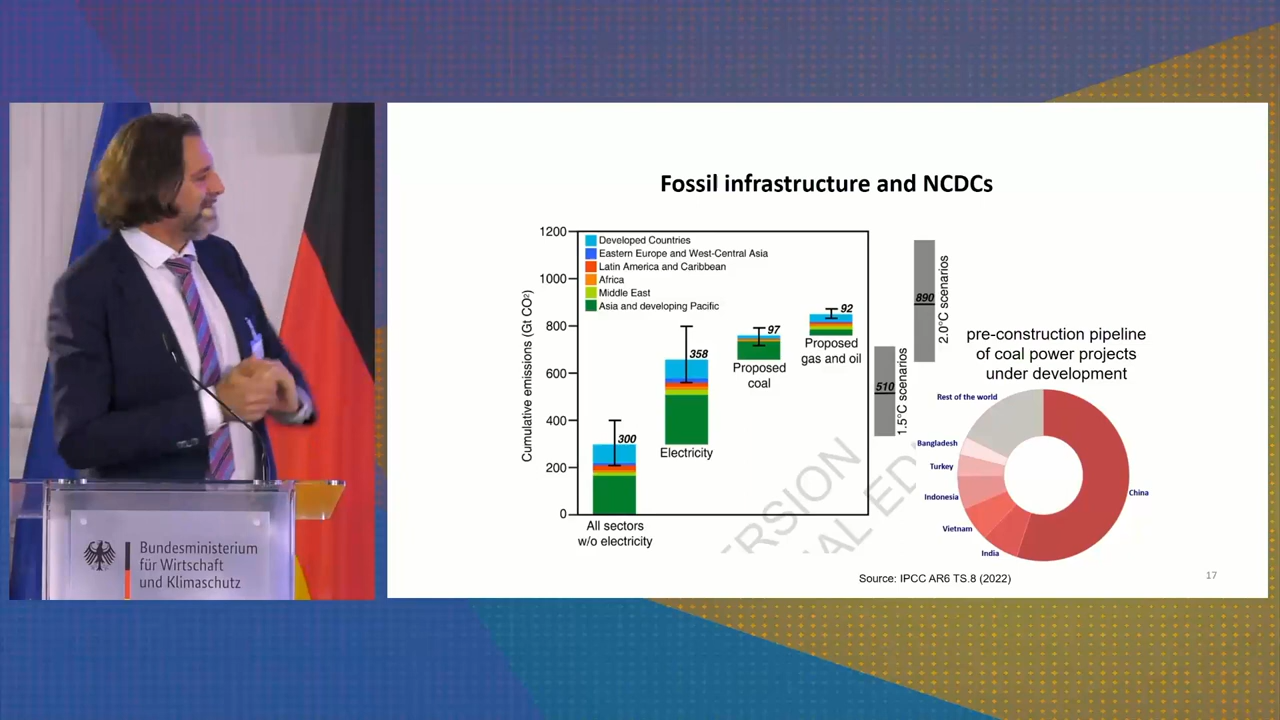 Fossil infrastructure and NCDCs
1200
1000
800
600
400
200
0
Cumulative emissions (Gt CO²)
Developed Countries
Eastern Europe and West-Central Asia
Latin America and Caribbean
Africa
Middle East
Asia and developing Pacific
300
All sectors
w/o electricity
358
Electricity
97
Proposed
coal
92
Proposed
gas and oil
510
1.5°C scenarios
890
2.0°C scenarios
ERSION
AL ED
pre-construction pipeline
of coal power projects
under development
Rest of the world
Bangladesh
Turkey
Indonesia
Vietnam
India
China
Source: IPCC AR6 TS.8 (2022)
17
Bundesministerium
für Wirtschaft
und Klimaschutz